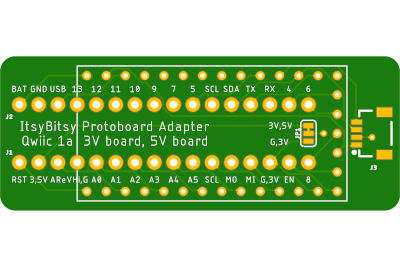 BAT GND USB 13 12 11 10 9 7 5 SCL SDA TX RX 4 6
J2
ItsyBitsy Protoboard Adapter
3V,5V
JP1
Qwiic 1a 3V board, 5V board
G,3V
J1
J3
RST 3,5V AReVHi,G A0 A1 A2 A3 A4 A5 SCL MO MI G,3V EN 8